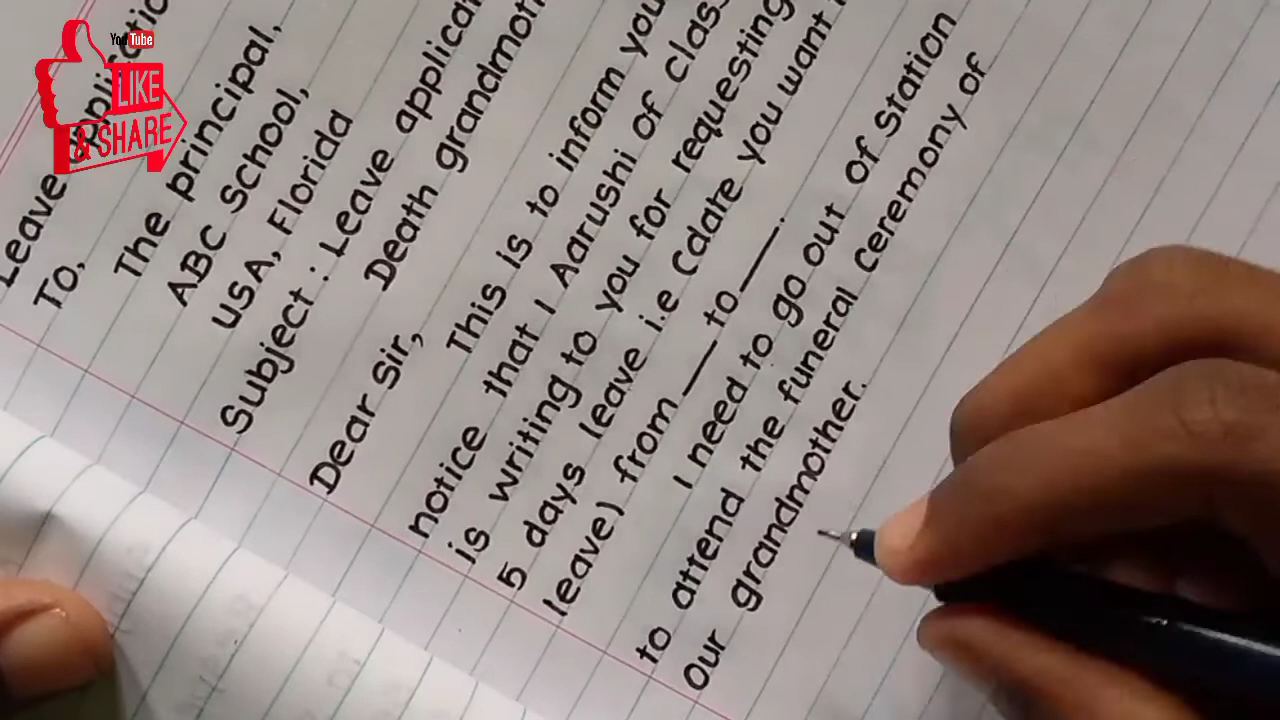 Leave applicatio
To,
The principal,
ABC School,
USA, Florida
Subject : Leave applicat
Death grandmoth
Dear Sir,
This is to inform you
notice that I Aarushi of class
is writing to you for requesting
5 days leave i.e (date you want
leave) from ___ to ___.
I need to go out of station
to attend the funeral ceremony of
Our grandmother.
YouTube
LIKE
& SHARE